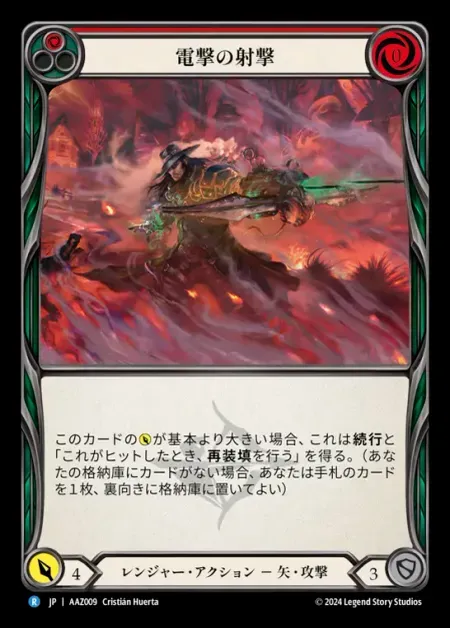 0
電撃の射撃
このカードの が基本より大きい場合、これは続行と
「これがヒットしたとき、再装填を行う」を得る。（あな
たの格納庫にカードがない場合、あなたは手札のカード
を１枚、裏向きに格納庫に置いてよい）
4
レンジャー・アクション － 矢・攻撃
3
R JP | AAZ009 Cristián Huerta
© 2024 Legend Story Studios